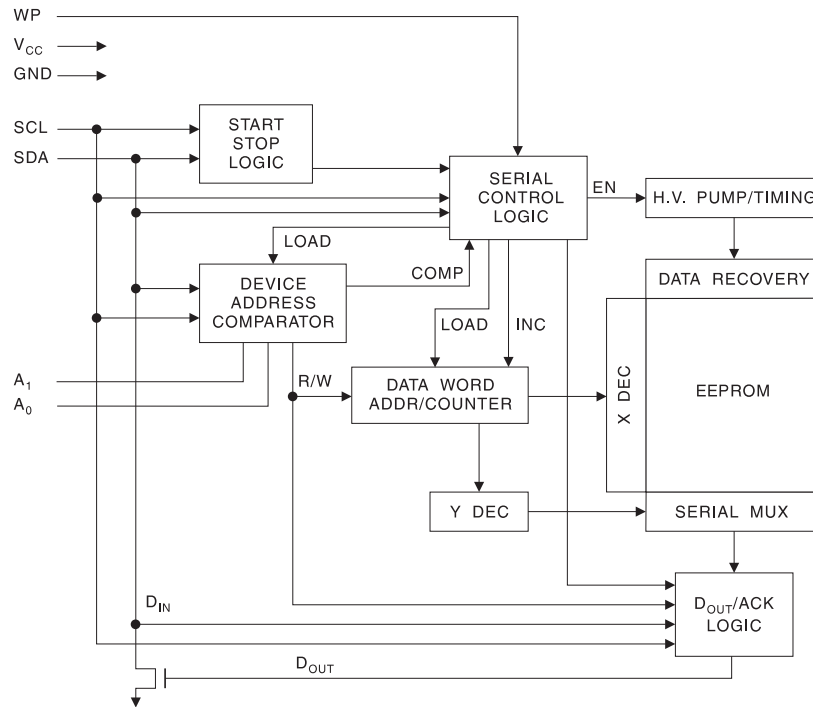 WP
VCC
GND
SCL
SDA
START
STOP
LOGIC
SERIAL
CONTROL
LOGIC
EN
H.V. PUMP/TIMING
LOAD
COMP
DEVICE
ADDRESS
COMPARATOR
DATA RECOVERY
LOAD
INC
A1
A0
R/W
DATA WORD
ADDR/COUNTER
X DEC
EEPROM
Y DEC
SERIAL MUX
DIN
DOUT/ACK
LOGIC
DOUT